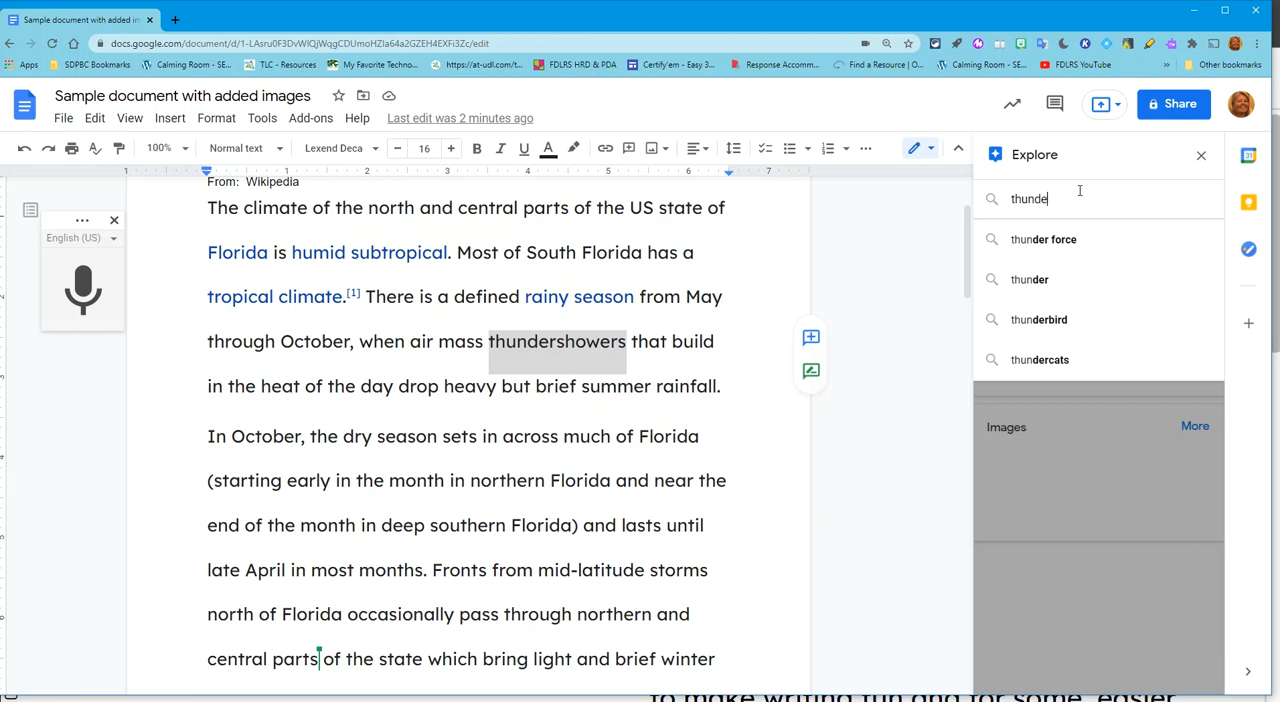 Sample document with added im
docs.google.com/document/d/1-LAsru0F3DvWlQjWqgCDUmoHZla64a2GZEH4EXFi3Zc/edit
Apps
SDPBC Bookmarks
Calming Room - SE...
TLC - Resources
My Favorite Techno...
https://at-udl.com/t...
FDLRS HRD & PDA
Certify'em - Easy 3...
Response Accomm...
Find a Resource | O...
Calming Room - SE...
FDLRS YouTube
»
Other bookmarks
Sample document with added images
File Edit View Insert Format Tools Add-ons Help Last edit was 2 minutes ago
Share
100% Normal text Lexend Deca − 16 + B I U A
Explore
1 1 2 3 4 5 6 7
thunde
thunder force
thunder
thunderbird
thundercats
Images More
English (US)
From: Wikipedia
The climate of the north and central parts of the US state of
Florida is humid subtropical. Most of South Florida has a
tropical climate.[1] There is a defined rainy season from May
through October, when air mass thundershowers that build
in the heat of the day drop heavy but brief summer rainfall.
In October, the dry season sets in across much of Florida
(starting early in the month in northern Florida and near the
end of the month in deep southern Florida) and lasts until
late April in most months. Fronts from mid-latitude storms
north of Florida occasionally pass through northern and
central parts of the state which bring light and brief winter